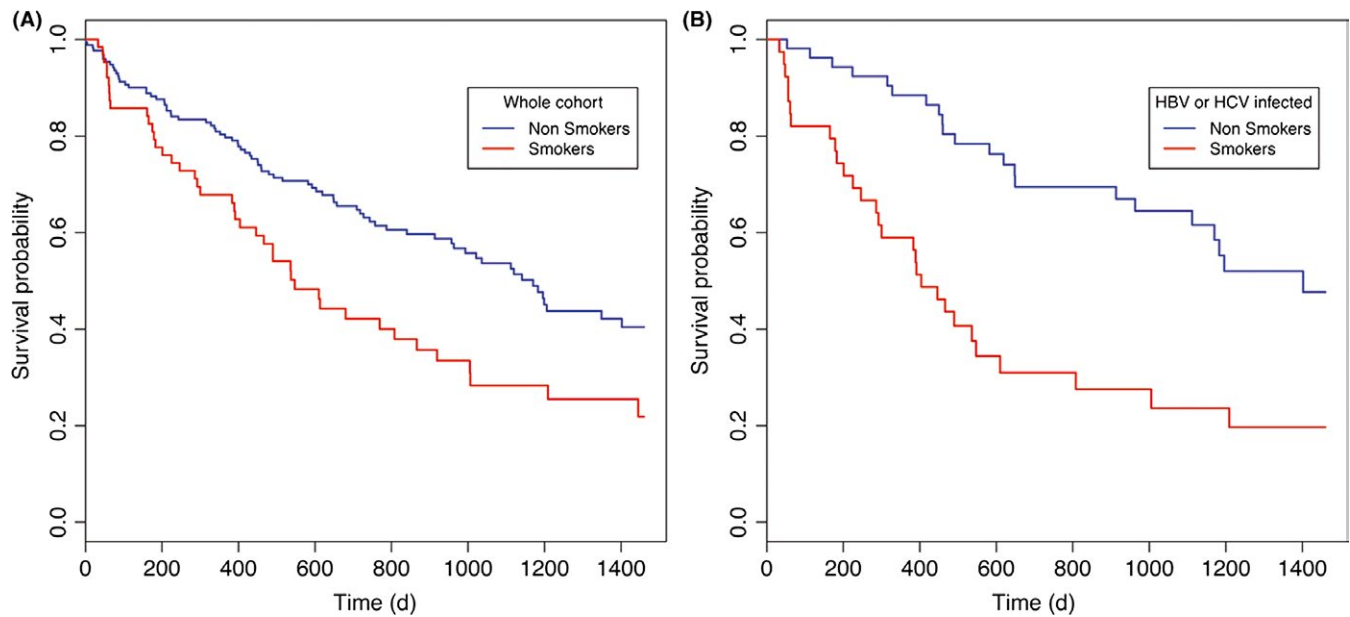 (A)
Survival probability
1.0
0.8
0.6
0.4
0.2
0.0
Whole cohort
Non Smokers
Smokers
0 200 400 600 800 1000 1200 1400
Time (d)
(B)
Survival probability
1.0
0.8
0.6
0.4
0.2
0.0
HBV or HCV infected
Non Smokers
Smokers
0 200 400 600 800 1000 1200 1400
Time (d)